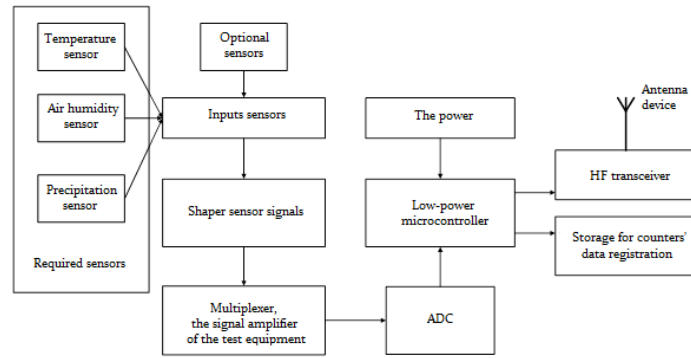 Temperature
sensor
Optional
sensors
Air humidity
sensor
Inputs sensors
The power
Antenna
device
Precipitation
sensor
Shaper sensor signals
Low-power
microcontroller
HF transceiver
Storage for counters'
data registration
Required sensors
Multiplexer,
the signal amplifier
of the test equipment
ADC